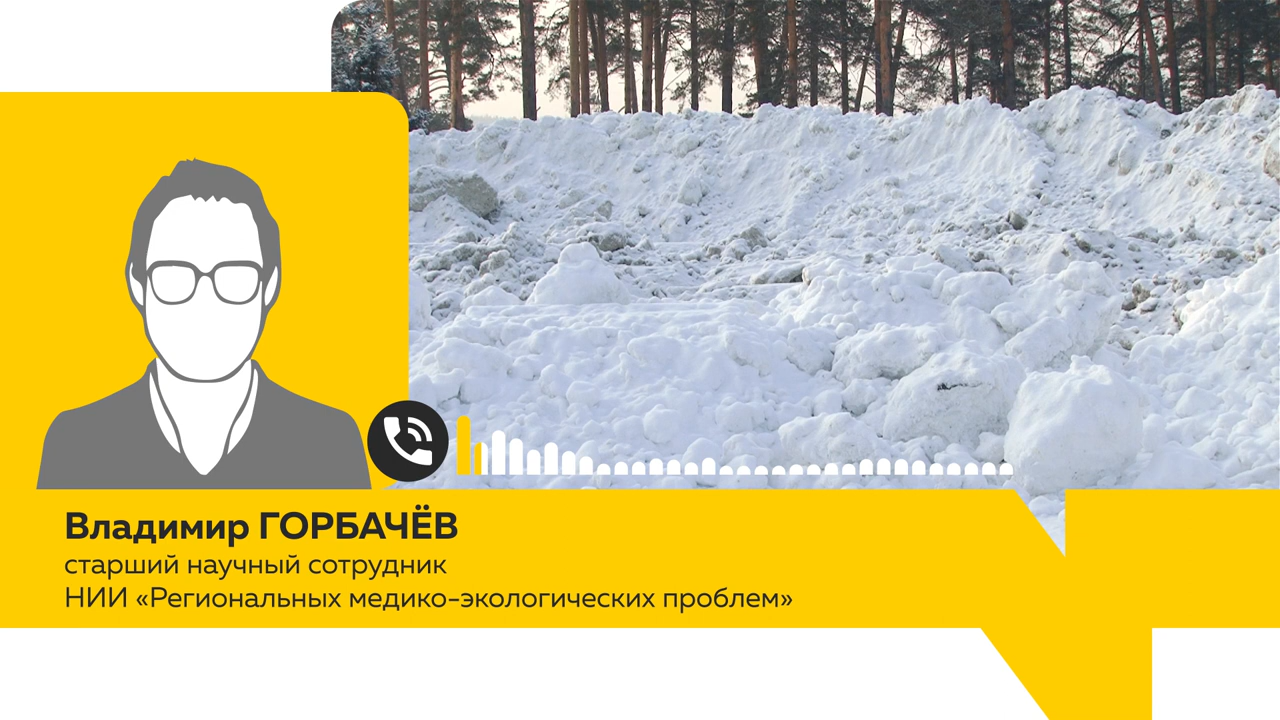 Владимир ГОРБАЧЁВ
старший научный сотрудник
НИИ «Региональных медико-экологических проблем»